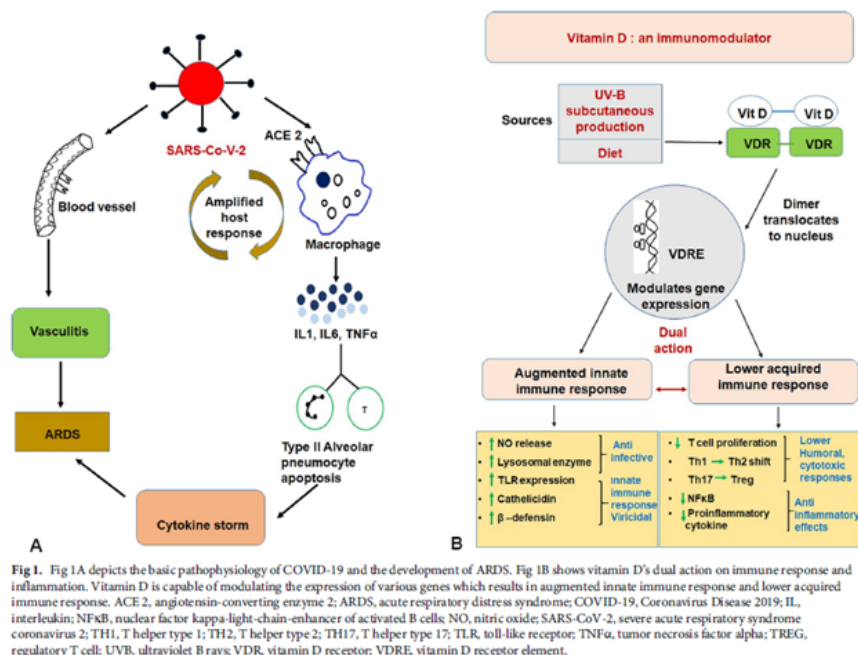 SARS-Co-V-2
ACE 2
Blood vessel
Amplified
host
response
Macrophage
IL1, IL6, TNFα
Vasculitis
T
ARDS
Type II Alveolar
pneumocyte
apoptosis
Cytokine storm
A
Vitamin D : an immunomodulator
Sources
UV-B
subcutaneous
production
Diet
Vit D
Vit D
VDR
VDR
Dimer
translocates
to nucleus
VDRE
Modulates gene
expression
Dual
action
Augmented innate
immune response
Lower acquired
immune response
• ↑ NO release
• ↑ Lysosomal enzyme
• ↑ TLR expression
• ↑ Cathelicidin
• ↑ β –defensin
Anti
infective
innate
immune
response
Viricidal
• ↓ T cell proliferation
• Th1 → Th2 shift
• Th17 → Treg
• ↓ NFκB
• ↓ Proinflammatory
cytokine
Lower
Humoral,
cytotoxic
responses
Anti
inflammatory
effects
B
Fig 1. Fig 1A depicts the basic pathophysiology of COVID-19 and the development of ARDS. Fig 1B shows vitamin D's dual action on immune response and
inflammation. Vitamin D is capable of modulating the expression of various genes which results in augmented innate immune response and lower acquired
immune response. ACE 2, angiotensin-converting enzyme 2; ARDS, acute respiratory distress syndrome; COVID-19, Coronavirus Disease 2019; IL,
interleukin; NFκB, nuclear factor kappa-light-chain-enhancer of activated B cells; NO, nitric oxide; SARS-CoV-2, severe acute respiratory syndrome
coronavirus 2; TH1, T helper type 1; TH2, T helper type 2; TH17, T helper type 17; TLR, toll-like receptor; TNFα, tumor necrosis factor alpha; TREG,
regulatory T cell; UVB, ultraviolet B rays; VDR, vitamin D receptor; VDRE, vitamin D receptor element.